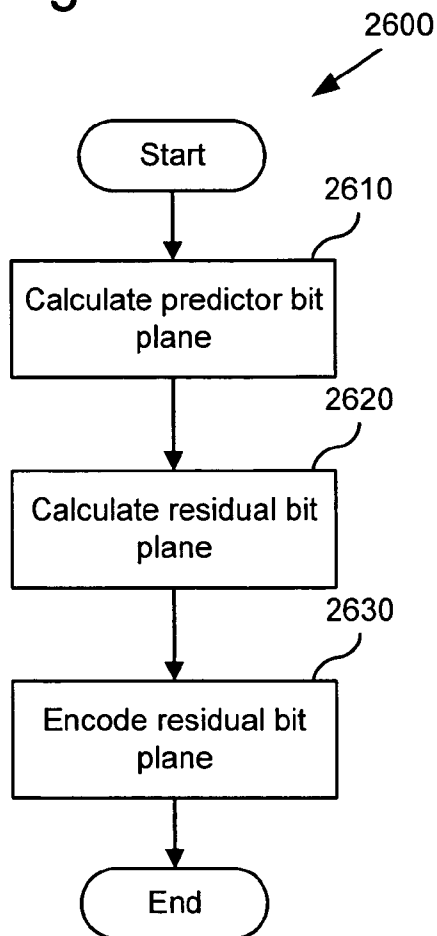 2600
Start
2610
Calculate predictor bit
plane
2620
Calculate residual bit
plane
2630
Encode residual bit
plane
End